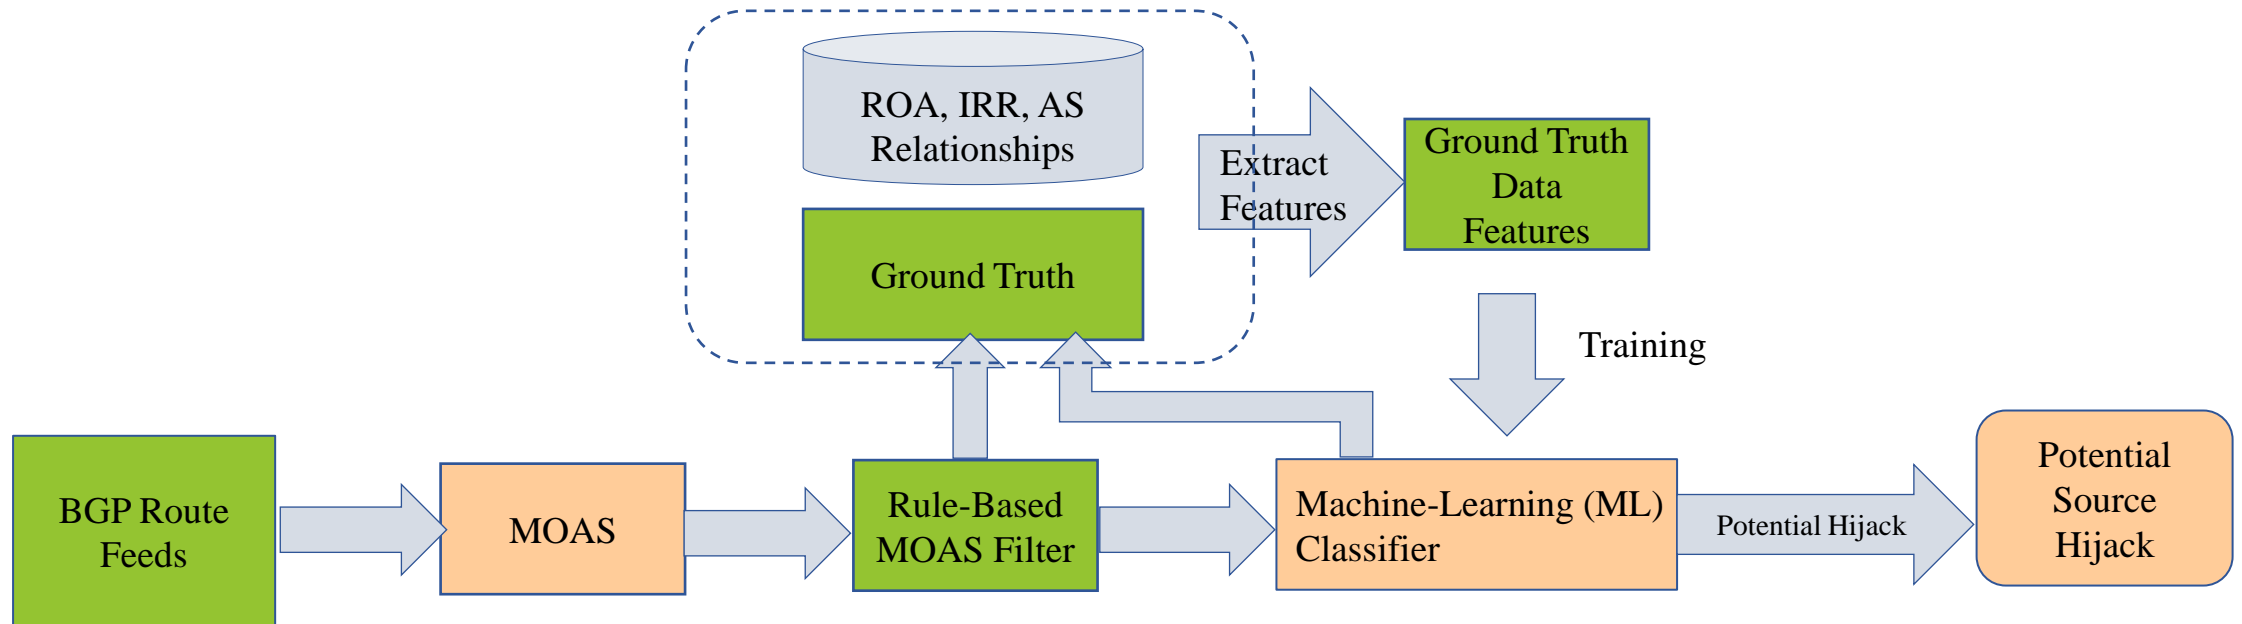 ROA, IRR, AS
Relationships
Ground Truth
Extract
Features
Ground Truth
Data
Features
Training
BGP Route
Feeds
MOAS
Rule-Based
MOAS Filter
Machine-Learning (ML)
Classifier
Potential Hijack
Potential
Source
Hijack